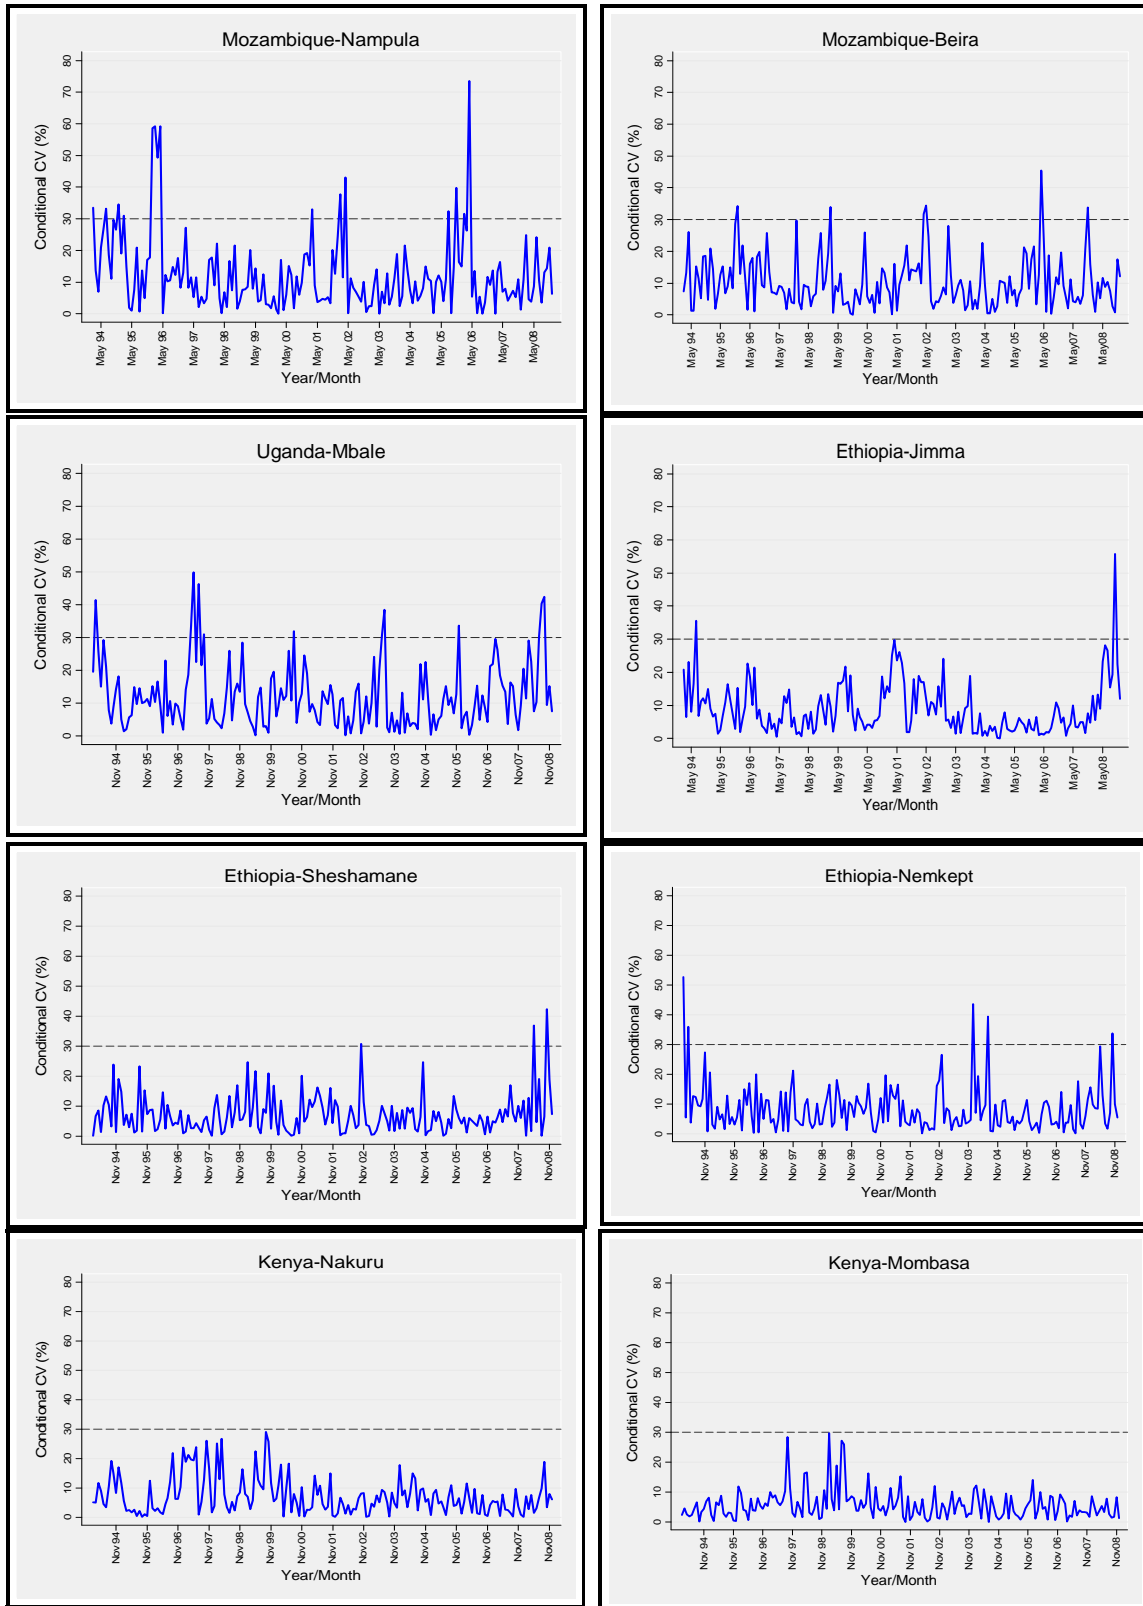 Mozambique-Nampula
Conditional CV (%)
80
70
60
50
40
30
20
10
0
May 94
May 95
May 96
May 97
May 98
May 99
May 00
May 01
May 02
May 03
May 04
May 05
May 06
May07
May08
Year/Month
Mozambique-Beira
Conditional CV (%)
80
70
60
50
40
30
20
10
0
May 94
May 95
May 96
May 97
May 98
May 99
May 00
May 01
May 02
May 03
May 04
May 05
May 06
May07
May08
Year/Month
Uganda-Mbale
Conditional CV (%)
80
70
60
50
40
30
20
10
0
Nov 94
Nov 95
Nov 96
Nov 97
Nov 98
Nov 99
Nov 00
Nov 01
Nov 02
Nov 03
Nov 04
Nov 05
Nov 06
Nov07
Nov08
Year/Month
Ethiopia-Jimma
Conditional CV (%)
80
70
60
50
40
30
20
10
0
May 94
May 95
May 96
May 97
May 98
May 99
May 00
May 01
May 02
May 03
May 04
May 05
May 06
May07
May08
Year/Month
Ethiopia-Sheshamane
Conditional CV (%)
80
70
60
50
40
30
20
10
0
Nov 94
Nov 95
Nov 96
Nov 97
Nov 98
Nov 99
Nov 00
Nov 01
Nov 02
Nov 03
Nov 04
Nov 05
Nov 06
Nov07
Nov08
Year/Month
Ethiopia-Nemkept
Conditional CV (%)
80
70
60
50
40
30
20
10
0
Nov 94
Nov 95
Nov 96
Nov 97
Nov 98
Nov 99
Nov 00
Nov 01
Nov 02
Nov 03
Nov 04
Nov 05
Nov 06
Nov07
Nov08
Year/Month
Kenya-Nakuru
Conditional CV (%)
80
70
60
50
40
30
20
10
0
Nov 94
Nov 95
Nov 96
Nov 97
Nov 98
Nov 99
Nov 00
Nov 01
Nov 02
Nov 03
Nov 04
Nov 05
Nov 06
Nov07
Nov08
Year/Month
Kenya-Mombasa
Conditional CV (%)
80
70
60
50
40
30
20
10
0
Nov 94
Nov 95
Nov 96
Nov 97
Nov 98
Nov 99
Nov 00
Nov 01
Nov 02
Nov 03
Nov 04
Nov 05
Nov 06
Nov07
Nov08
Year/Month